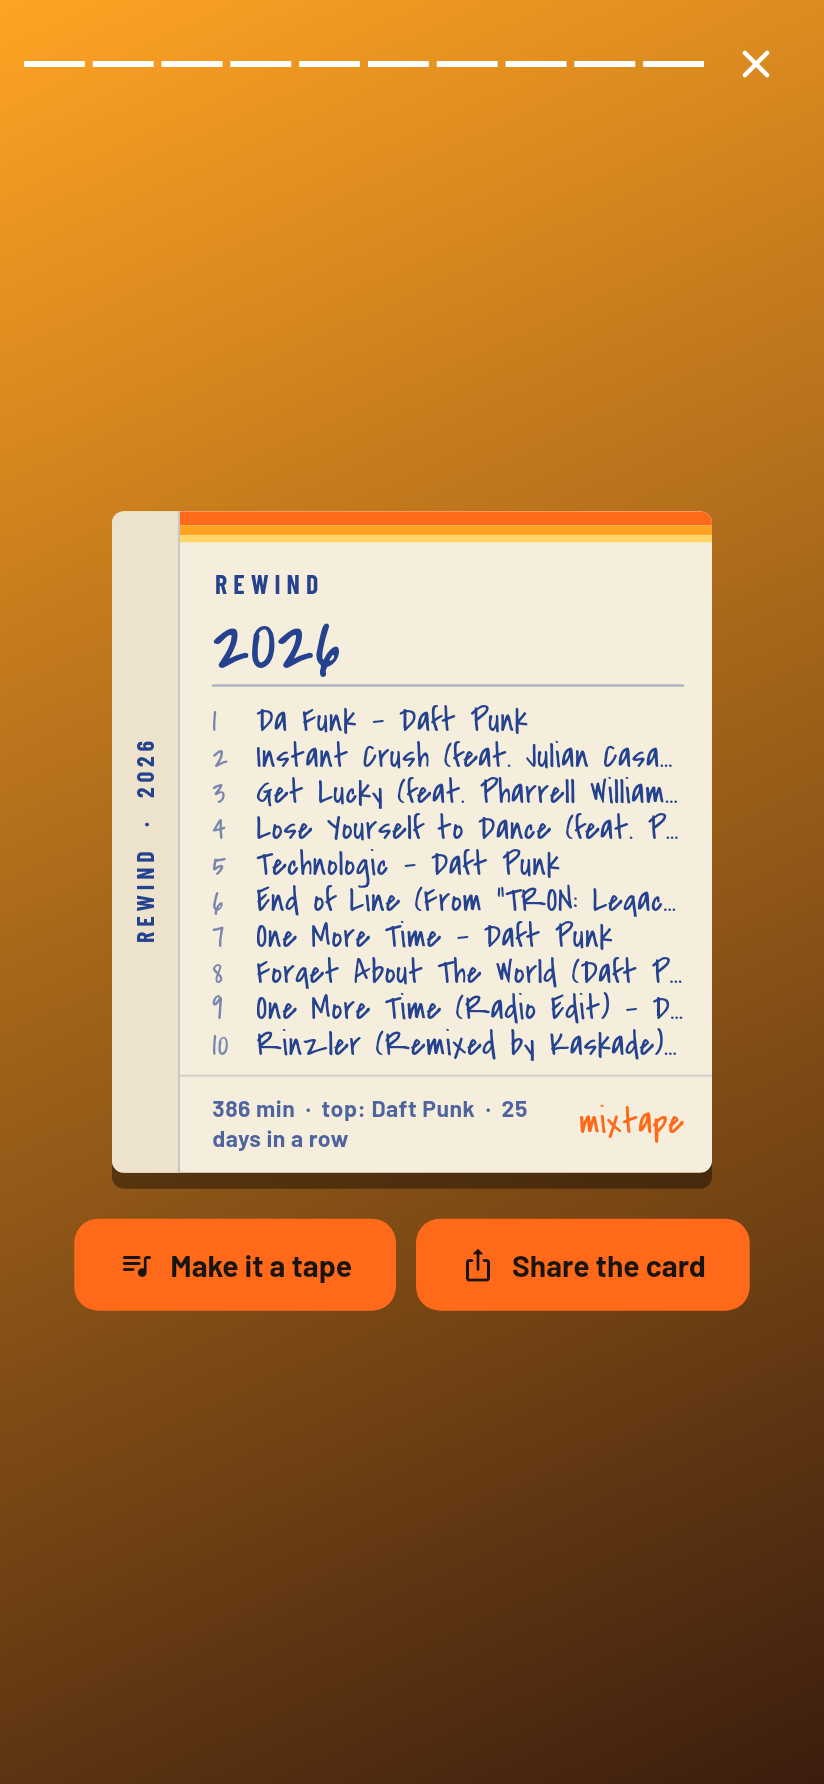 REWIND
2026
1 Da Funk - Daft Punk
2 Instant Crush (feat. Julian Casa...
3 Get Lucky (feat. Pharrell William...
4 Lose Yourself to Dance (feat. P...
5 Technologic - Daft Punk
6 End of Line (From "TRON: Legac...
7 One More Time - Daft Punk
8 Forget About The World (Daft P...
9 One More Time (Radio Edit) - D...
10 Rinzler (Remixed by Kaskade)...
REWIND · 2026
386 min · top: Daft Punk · 25
days in a row
mixtape
Make it a tape
Share the card